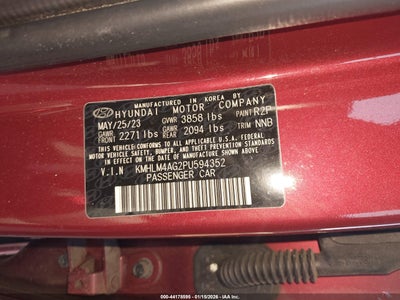 MANUFACTURED IN KOREA BY
HYUNDAI MOTOR COMPANY
MAY/25/23 GVWR 3858 lbs PAINT R2P
GAWR FRONT 2271 lbs GAWR REAR 2094 lbs TRIM NNB
THIS VEHICLE CONFORMS TO ALL APPLICABLE
U.S.A. FEDERAL MOTOR VEHICLE SAFETY,
BUMPER, AND THEFT PREVENTION STANDARDS
IN EFFECT ON THE DATE OF MANUFACTURE SHOWN ABOVE.
V.I.N KMHLM4AG2PU594352
PASSENGER CAR
000-44178595 - 01/15/2026 - IAA Inc.